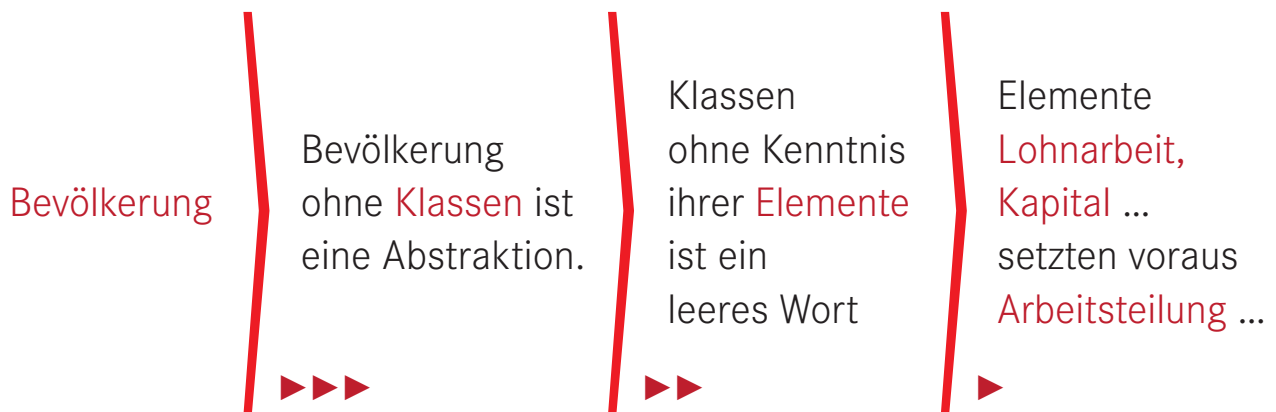 Bevölkerung
Bevölkerung
ohne Klassen ist
eine Abstraktion.
Klassen
ohne Kenntnis
ihrer Elemente
ist ein
leeres Wort
Elemente
Lohnarbeit,
Kapital ...
setzten voraus
Arbeitsteilung ...